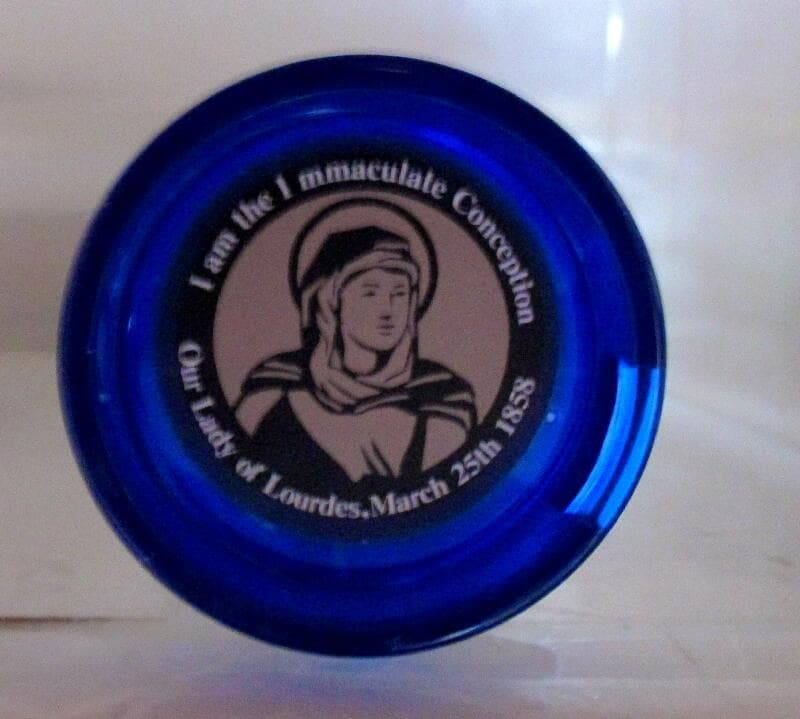 I am the I mmaculate Conception
Our Lady of Lourdes.March 25th 1858